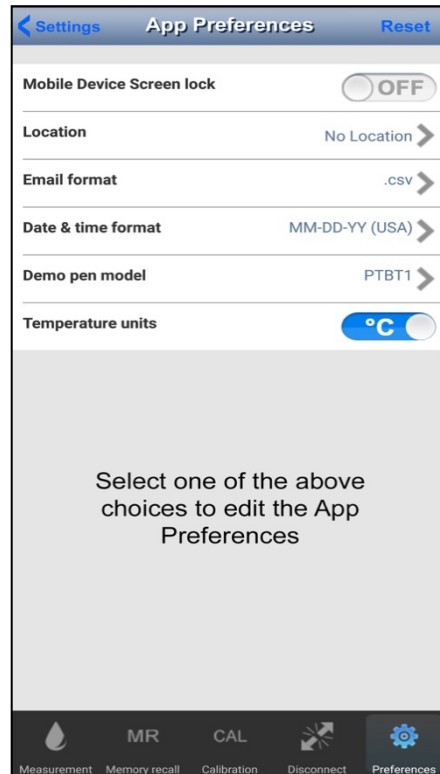 Settings App Preferences Reset
Mobile Device Screen lock OFF
Location No Location
Email format .csv
Date & time format MM-DD-YY (USA)
Demo pen model PTBT1
Temperature units °C
Select one of the above
choices to edit the App
Preferences
MR CAL
Measurement Memory recall Calibration Disconnect Preferences